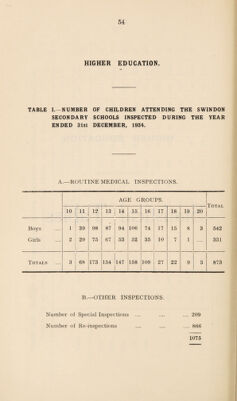 54
HIGHER EDUCATION.
TABLE I.—NUMBER OF CHILDREN ATTENDING THE SWINDON
SECONDARY SCHOOLS INSPECTED DURING THE YEAR
ENDED 31st DECEMBER, 1934.
A.—ROUTINE MEDICAL INSPECTIONS.
AGE GROUPS. TOTAL
10 11 12 13 14 15 16 17 18 19 20
Boys ... 1 39 98 87 94 106 74 17 15 8 3 542
Girls ... 2 29 75 67 53 52 35 10 7 1 ... 331
TOTALS ... 3 68 173 154 147 158 109 27 22 9 3 873
B.—OTHER INSPECTIONS.
Number of Special Inspections ... ... ... 209
Number of Re-inspections ... ... ... 866
1075